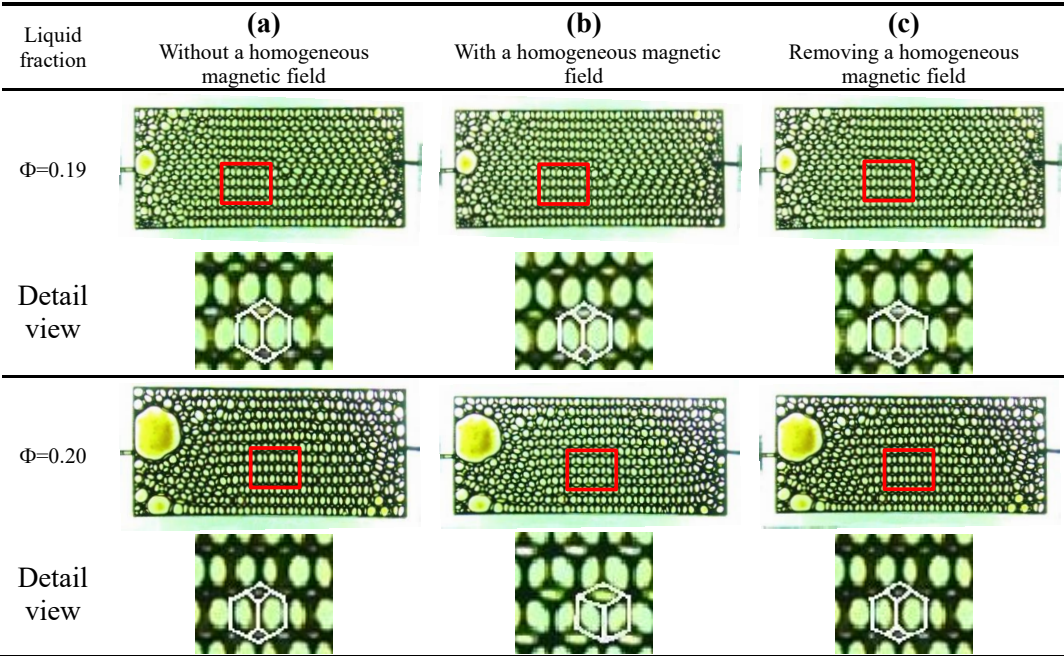 Liquid
fraction
(a)
Without a homogeneous
magnetic field
(b)
With a homogeneous magnetic
field
(c)
Removing a homogeneous
magnetic field
Φ=0.19
Detail
view
Φ=0.20
Detail
view